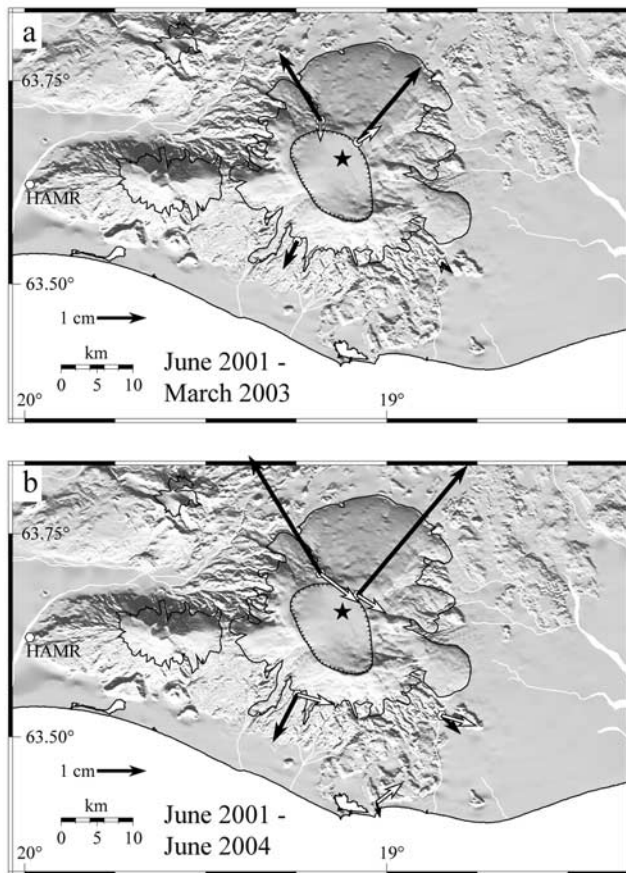 a
63.75°
HAMR
63.50°
1 cm
km
0 5 10
June 2001 -
March 2003
20° 19°
b
63.75°
HAMR
63.50°
1 cm
km
0 5 10
June 2001 -
June 2004
20° 19°